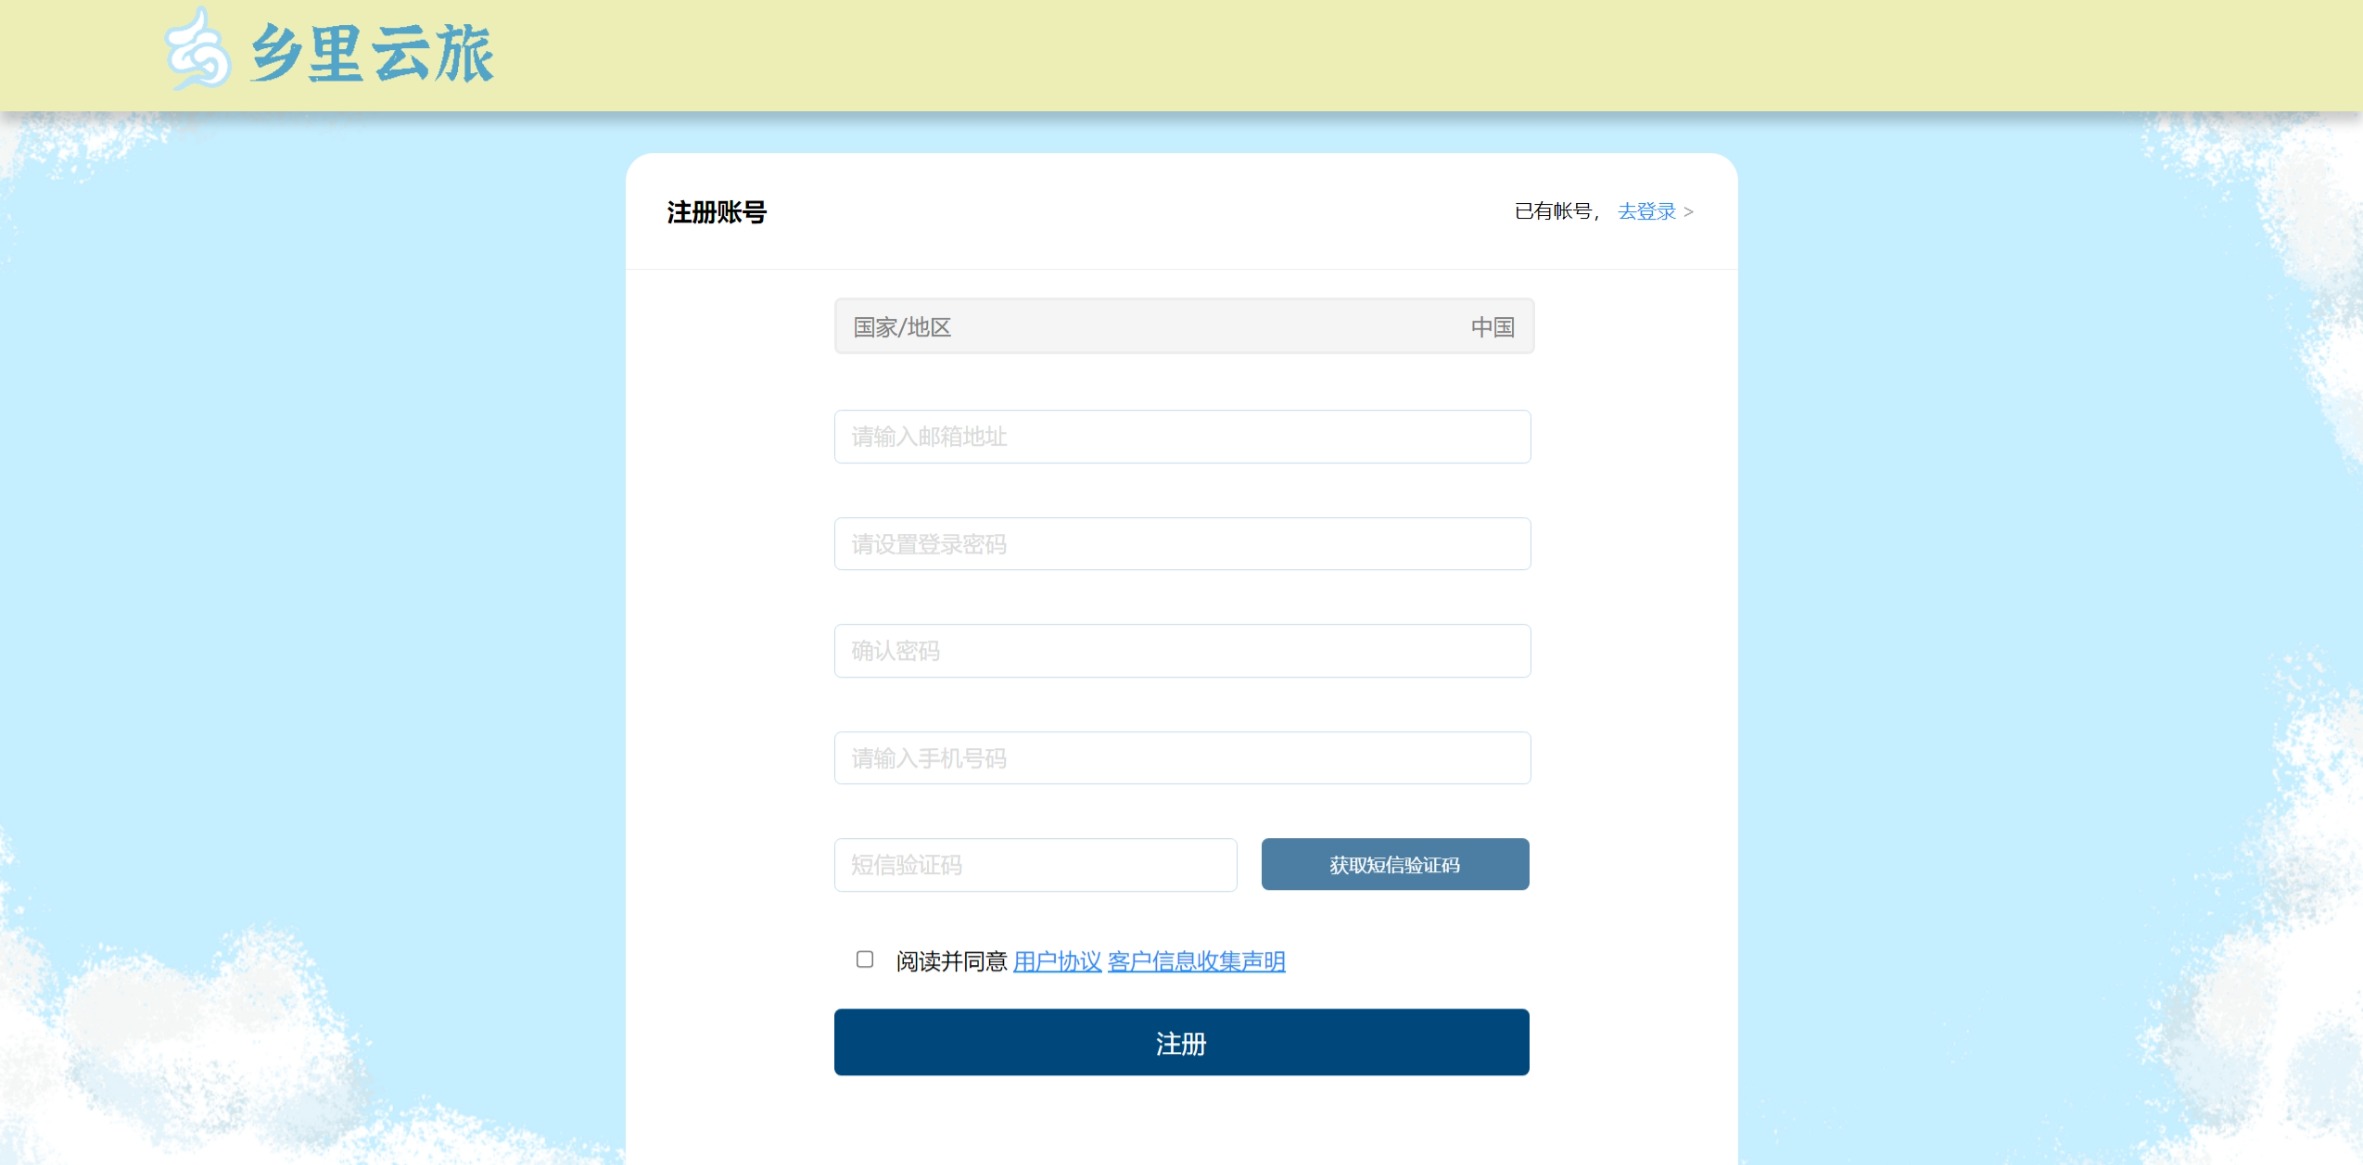 乡里云旅
注册账号
已有帐号， 去登录 >
国家/地区 中国
请输入邮箱地址
请设置登录密码
确认密码
请输入手机号码
短信验证码 获取短信验证码
阅读并同意 用户协议 客户信息收集声明
注册